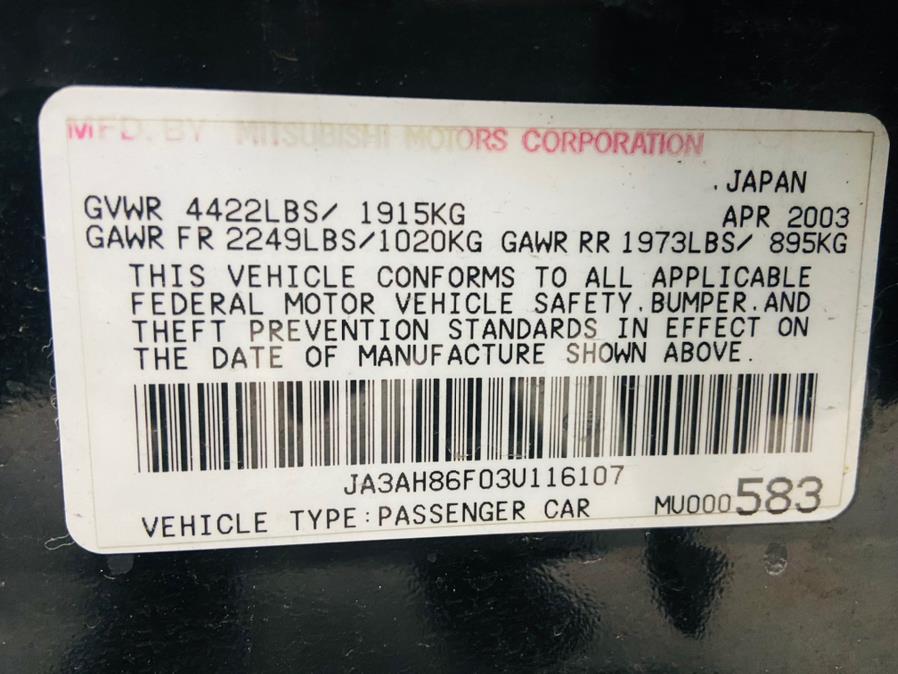 MFD. BY MITSUBISHI MOTORS CORPORATION
.JAPAN
GVWR 4422LBS/ 1915KG APR 2003
GAWR FR 2249LBS/1020KG GAWR RR 1973LBS/ 895KG
THIS VEHICLE CONFORMS TO ALL APPLICABLE
FEDERAL MOTOR VEHICLE SAFETY.BUMPER.AND
THEFT PREVENTION STANDARDS IN EFFECT ON
THE DATE OF MANUFACTURE SHOWN ABOVE.
JA3AH86F03U116107
VEHICLE TYPE:PASSENGER CAR MU000583